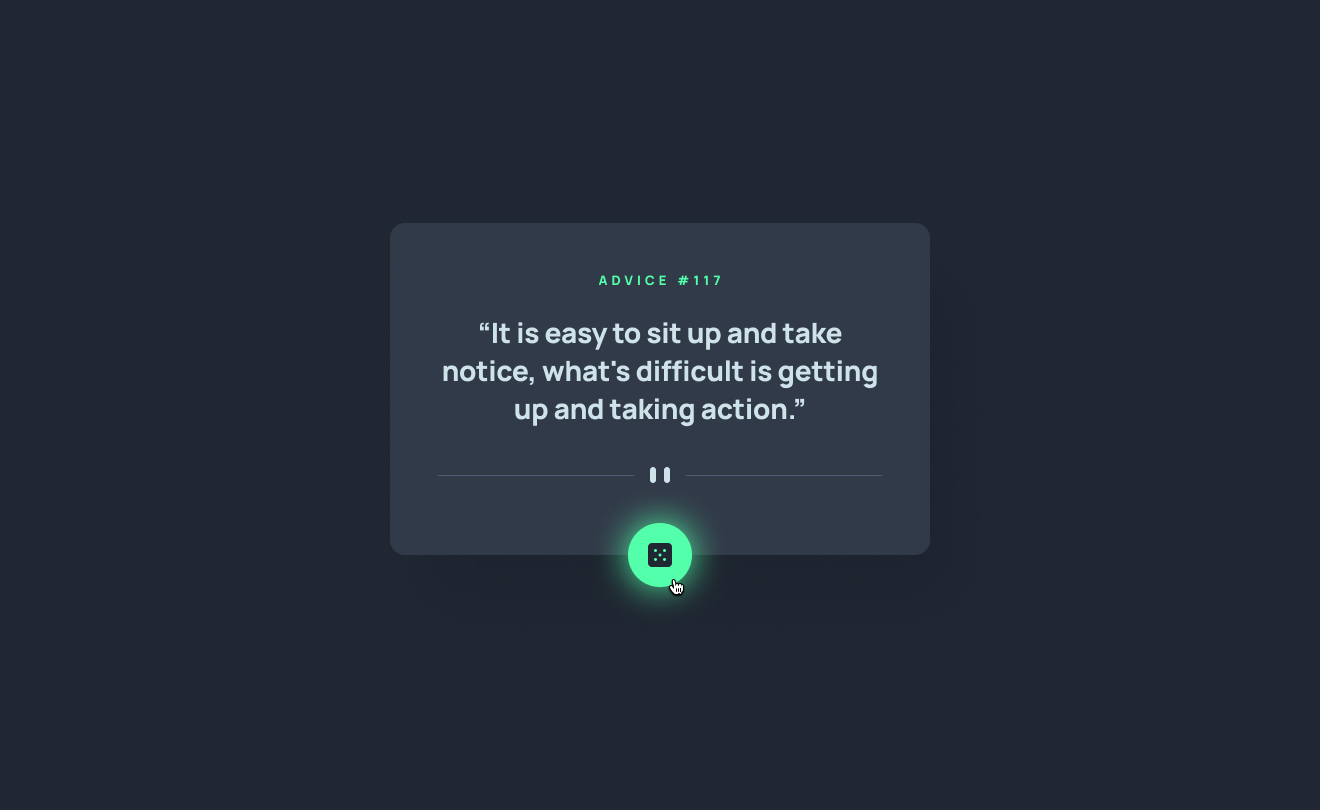 ADVICE #117
“It is easy to sit up and take
notice, what's difficult is getting
up and taking action.”